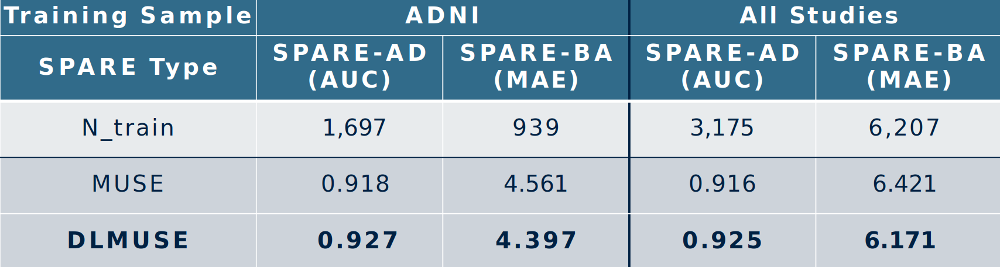 Training Sample ADNI All Studies
SPARE Type SPARE-AD (AUC) SPARE-BA (MAE) SPARE-AD (AUC) SPARE-BA (MAE)
N_train 1,697 939 3,175 6,207
MUSE 0.918 4.561 0.916 6.421
DLMUSE 0.927 4.397 0.925 6.171